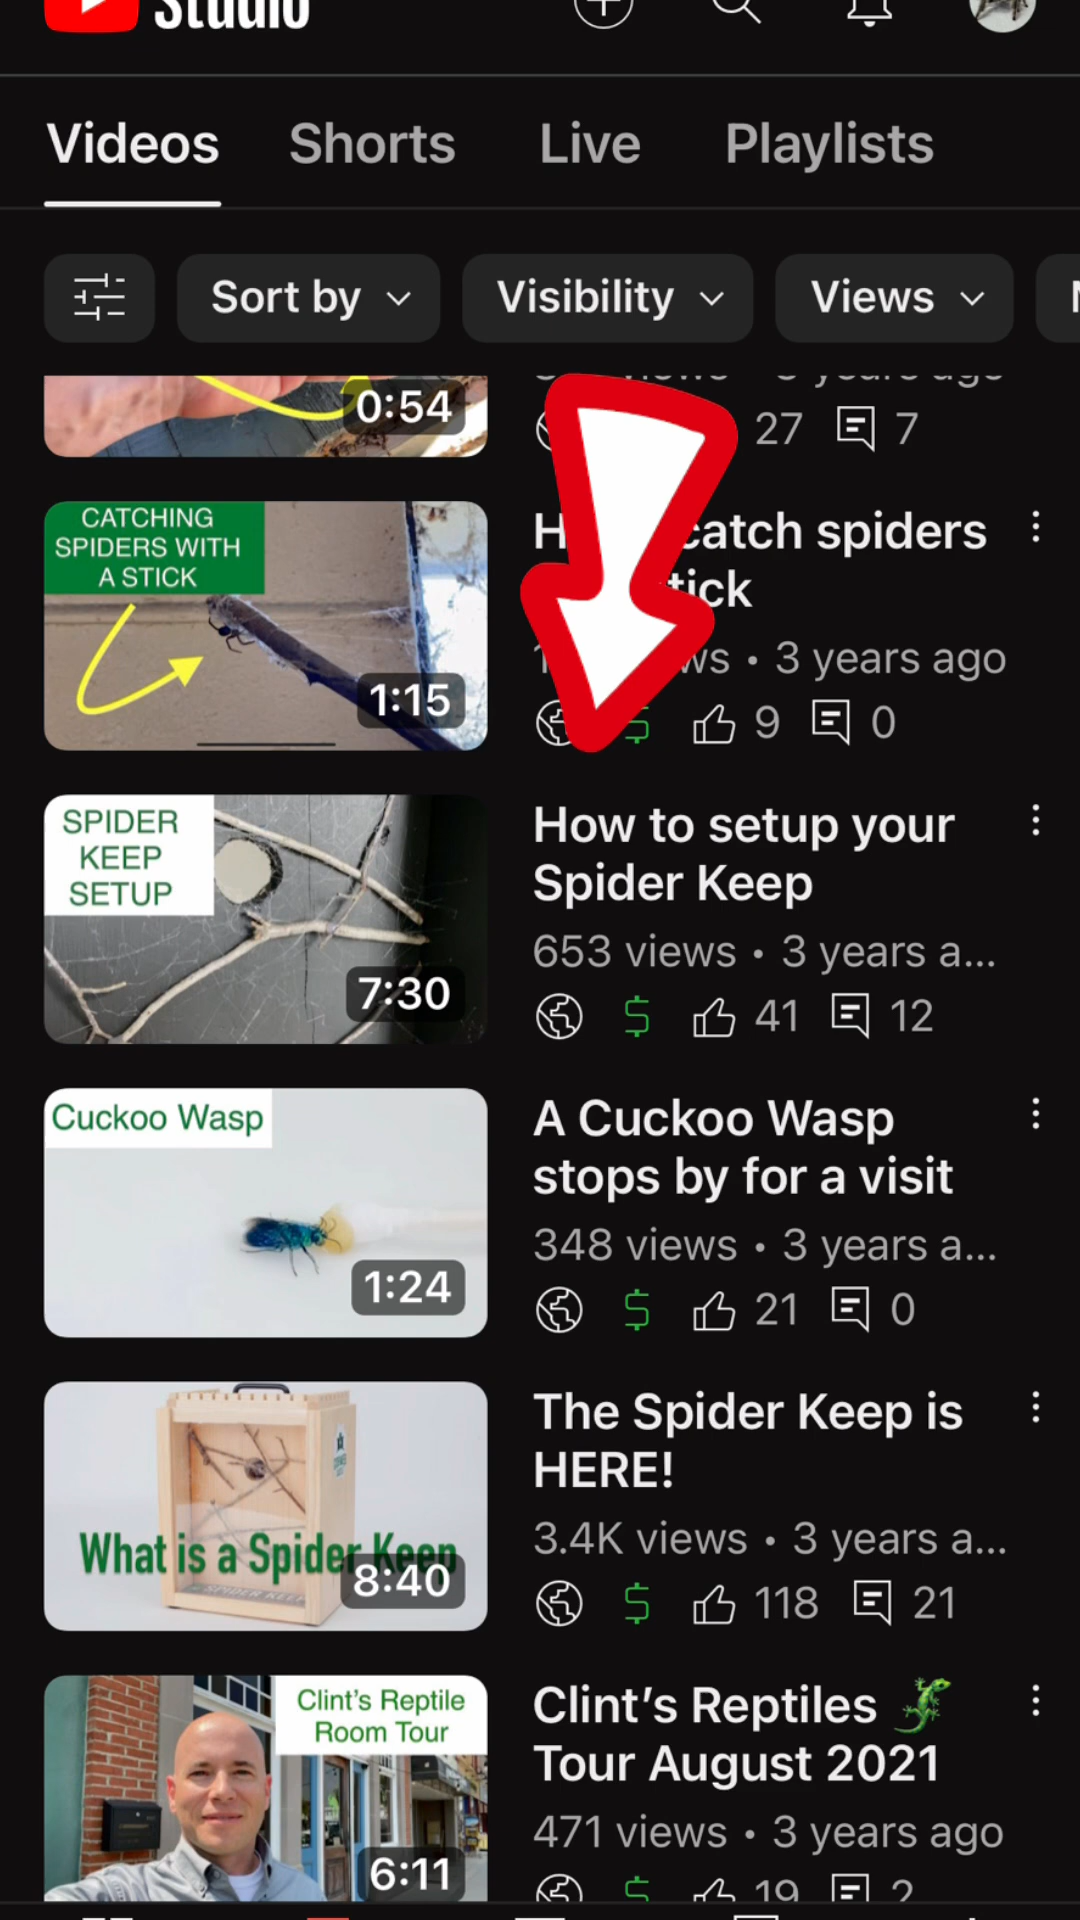 Studio
Videos Shorts Live Playlists
Sort by Visibility Views
0:54
27 7
CATCHING
SPIDERS WITH
A STICK
1:15
catch spiders
3 years ago
9 0
SPIDER
KEEP
SETUP
7:30
How to setup your
Spider Keep
653 views • 3 years a...
$ 41 12
Cuckoo Wasp
1:24
A Cuckoo Wasp
stops by for a visit
348 views • 3 years a...
$ 21 0
What is a Spider Keep
8:40
The Spider Keep is
HERE!
3.4K views • 3 years a...
$ 118 21
Clint's Reptile
Room Tour
6:11
Clint's Reptiles 🦎
Tour August 2021
471 views • 3 years ago
19 2